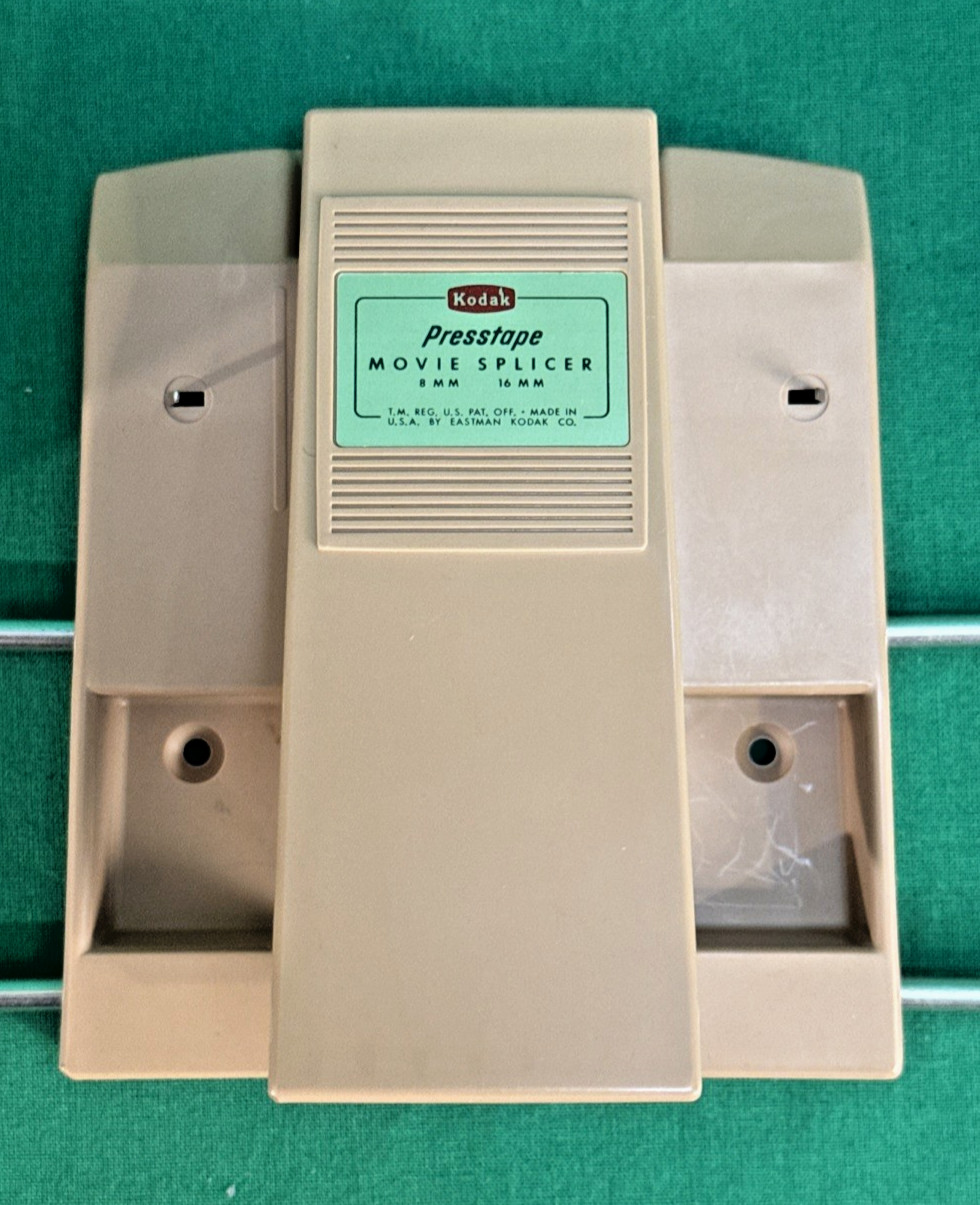 Kodak
Presstape
MOVIE SPLICER
8 MM 16 MM
T.M. REG. U.S. PAT. OFF. • MADE IN
U.S.A. BY EASTMAN KODAK CO.